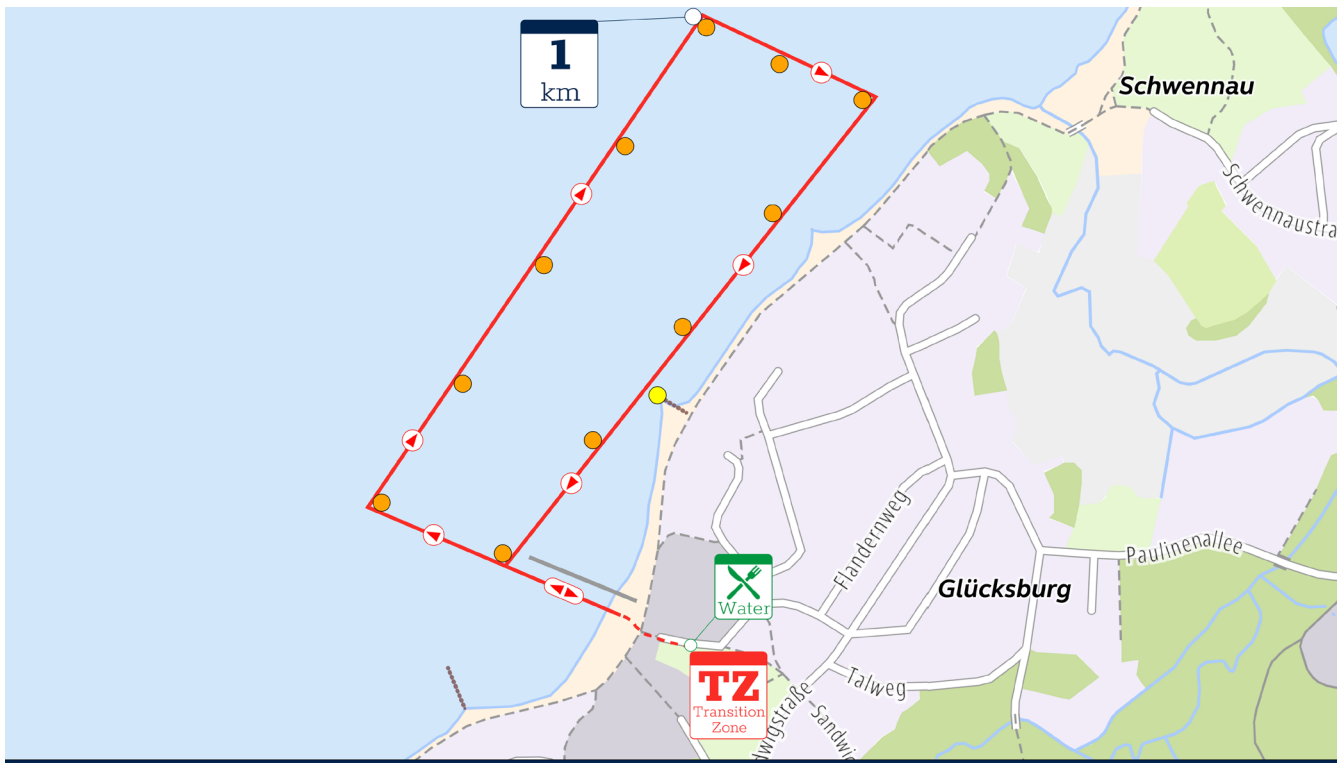 1
km
Schwennau
Schwennaustra
Flandernweg
Paulinenallee
Glücksburg
Water
TZ
Transition
Zone
Talweg
dwigstraße
Sandwi